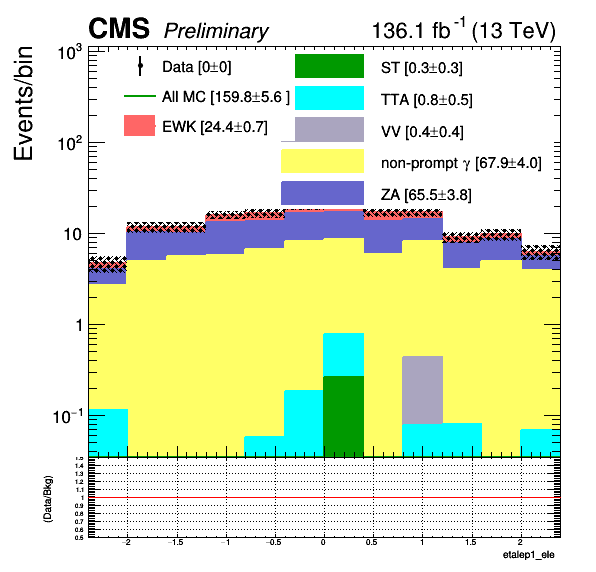 CMS Preliminary 136.1 fb⁻¹ (13 TeV)
Events/bin
10³
10²
10
1
10⁻¹
Data [0±0]
All MC [159.8±5.6 ]
EWK [24.4±0.7]
ST [0.3±0.3]
TTA [0.8±0.5]
VV [0.4±0.4]
non-prompt γ [67.9±4.0]
ZA [65.5±3.8]
(Data/Bkg)
1.5
1.4
1.3
1.2
1.1
1
0.9
0.8
0.7
0.6
0.5
−2 −1.5 −1 −0.5 0 0.5 1 1.5 2
etalep1_ele